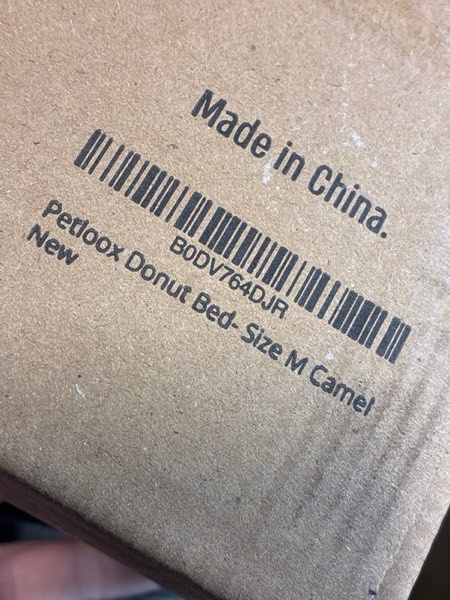 Made in China.
B0DV764DJR
Petloox Donut Bed- Size M Camel
New